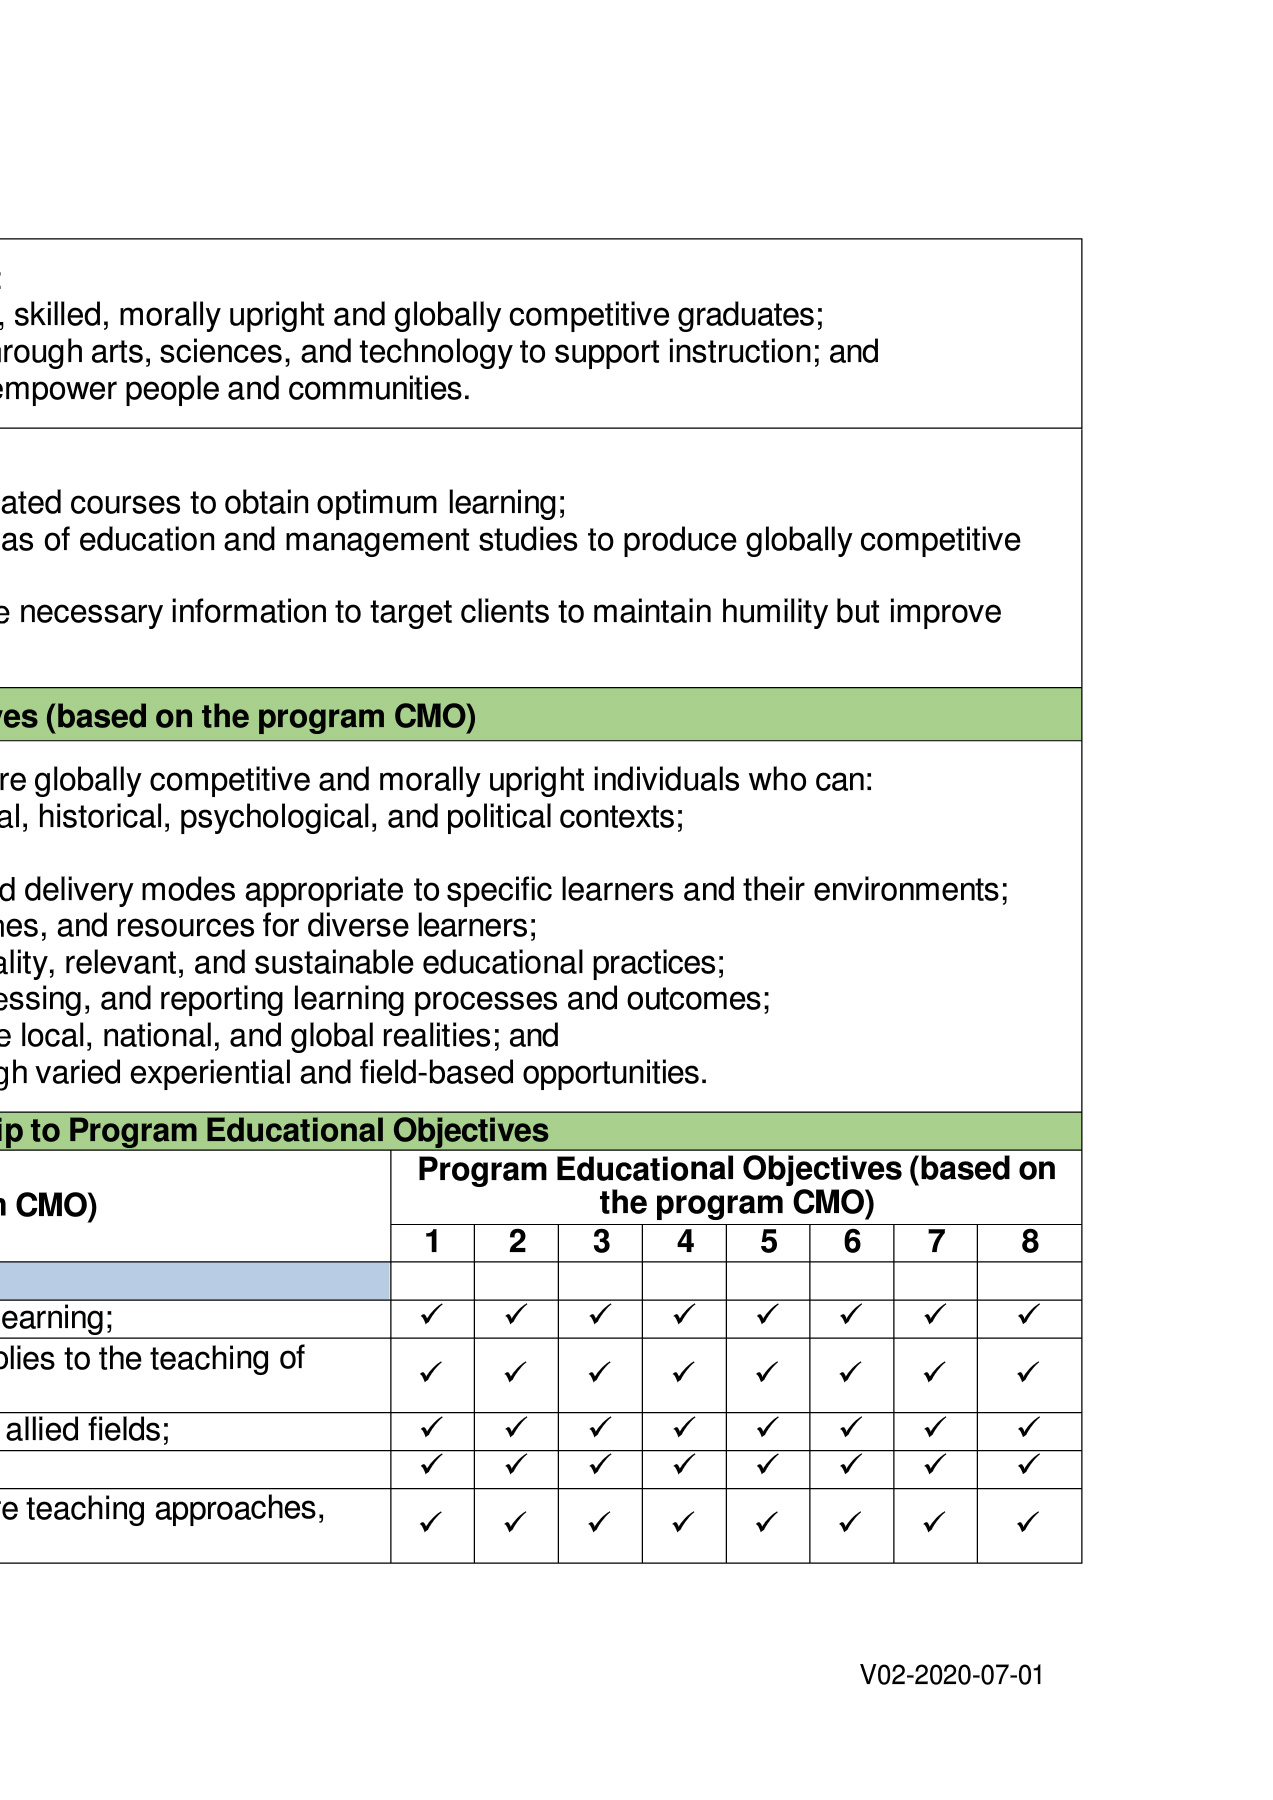 :
, skilled, morally upright and globally competitive graduates;
hrough arts, sciences, and technology to support instruction; and
empower people and communities.
ated courses to obtain optimum learning;
as of education and management studies to produce globally competitive
e necessary information to target clients to maintain humility but improve
ves (based on the program CMO)
re globally competitive and morally upright individuals who can:
al, historical, psychological, and political contexts;
d delivery modes appropriate to specific learners and their environments;
nes, and resources for diverse learners;
ality, relevant, and sustainable educational practices;
essing, and reporting learning processes and outcomes;
e local, national, and global realities; and
gh varied experiential and field-based opportunities.
ip to Program Educational Objectives
m CMO)
Program Educational Objectives (based on
the program CMO)
1 2 3 4 5 6 7 8
earning; ✓ ✓ ✓ ✓ ✓ ✓ ✓ ✓
plies to the teaching of
✓ ✓ ✓ ✓ ✓ ✓ ✓ ✓
allied fields; ✓ ✓ ✓ ✓ ✓ ✓ ✓ ✓
✓ ✓ ✓ ✓ ✓ ✓ ✓ ✓
ve teaching approaches,
✓ ✓ ✓ ✓ ✓ ✓ ✓ ✓
V02-2020-07-01